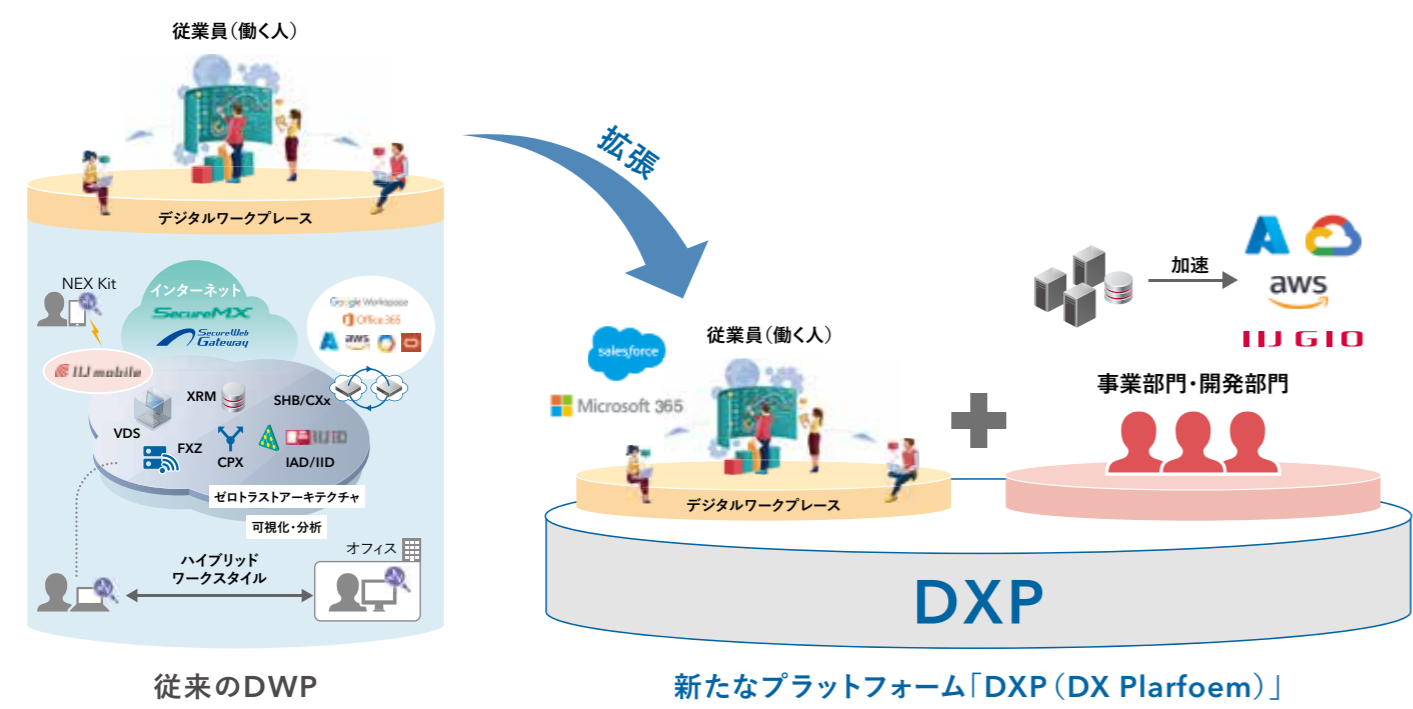 従業員（働く人）
デジタルワークプレース
NEX Kit
インターネット
SecureMX
SecureWeb
Gateway
Google Workspace
Office 365
aws
IIJ mobile
XRM
SHB/CXx
VDS
FXZ
CPX
IAD/IID
ゼロトラストアーキテクチャ
可視化・分析
ハイブリッド
ワークスタイル
オフィス
従来のDWP
拡張
salesforce
Microsoft 365
従業員（働く人）
デジタルワークプレース
加速
aws
IIJ GIO
事業部門・開発部門
DXP
新たなプラットフォーム「DXP（DX Plarfoem）」